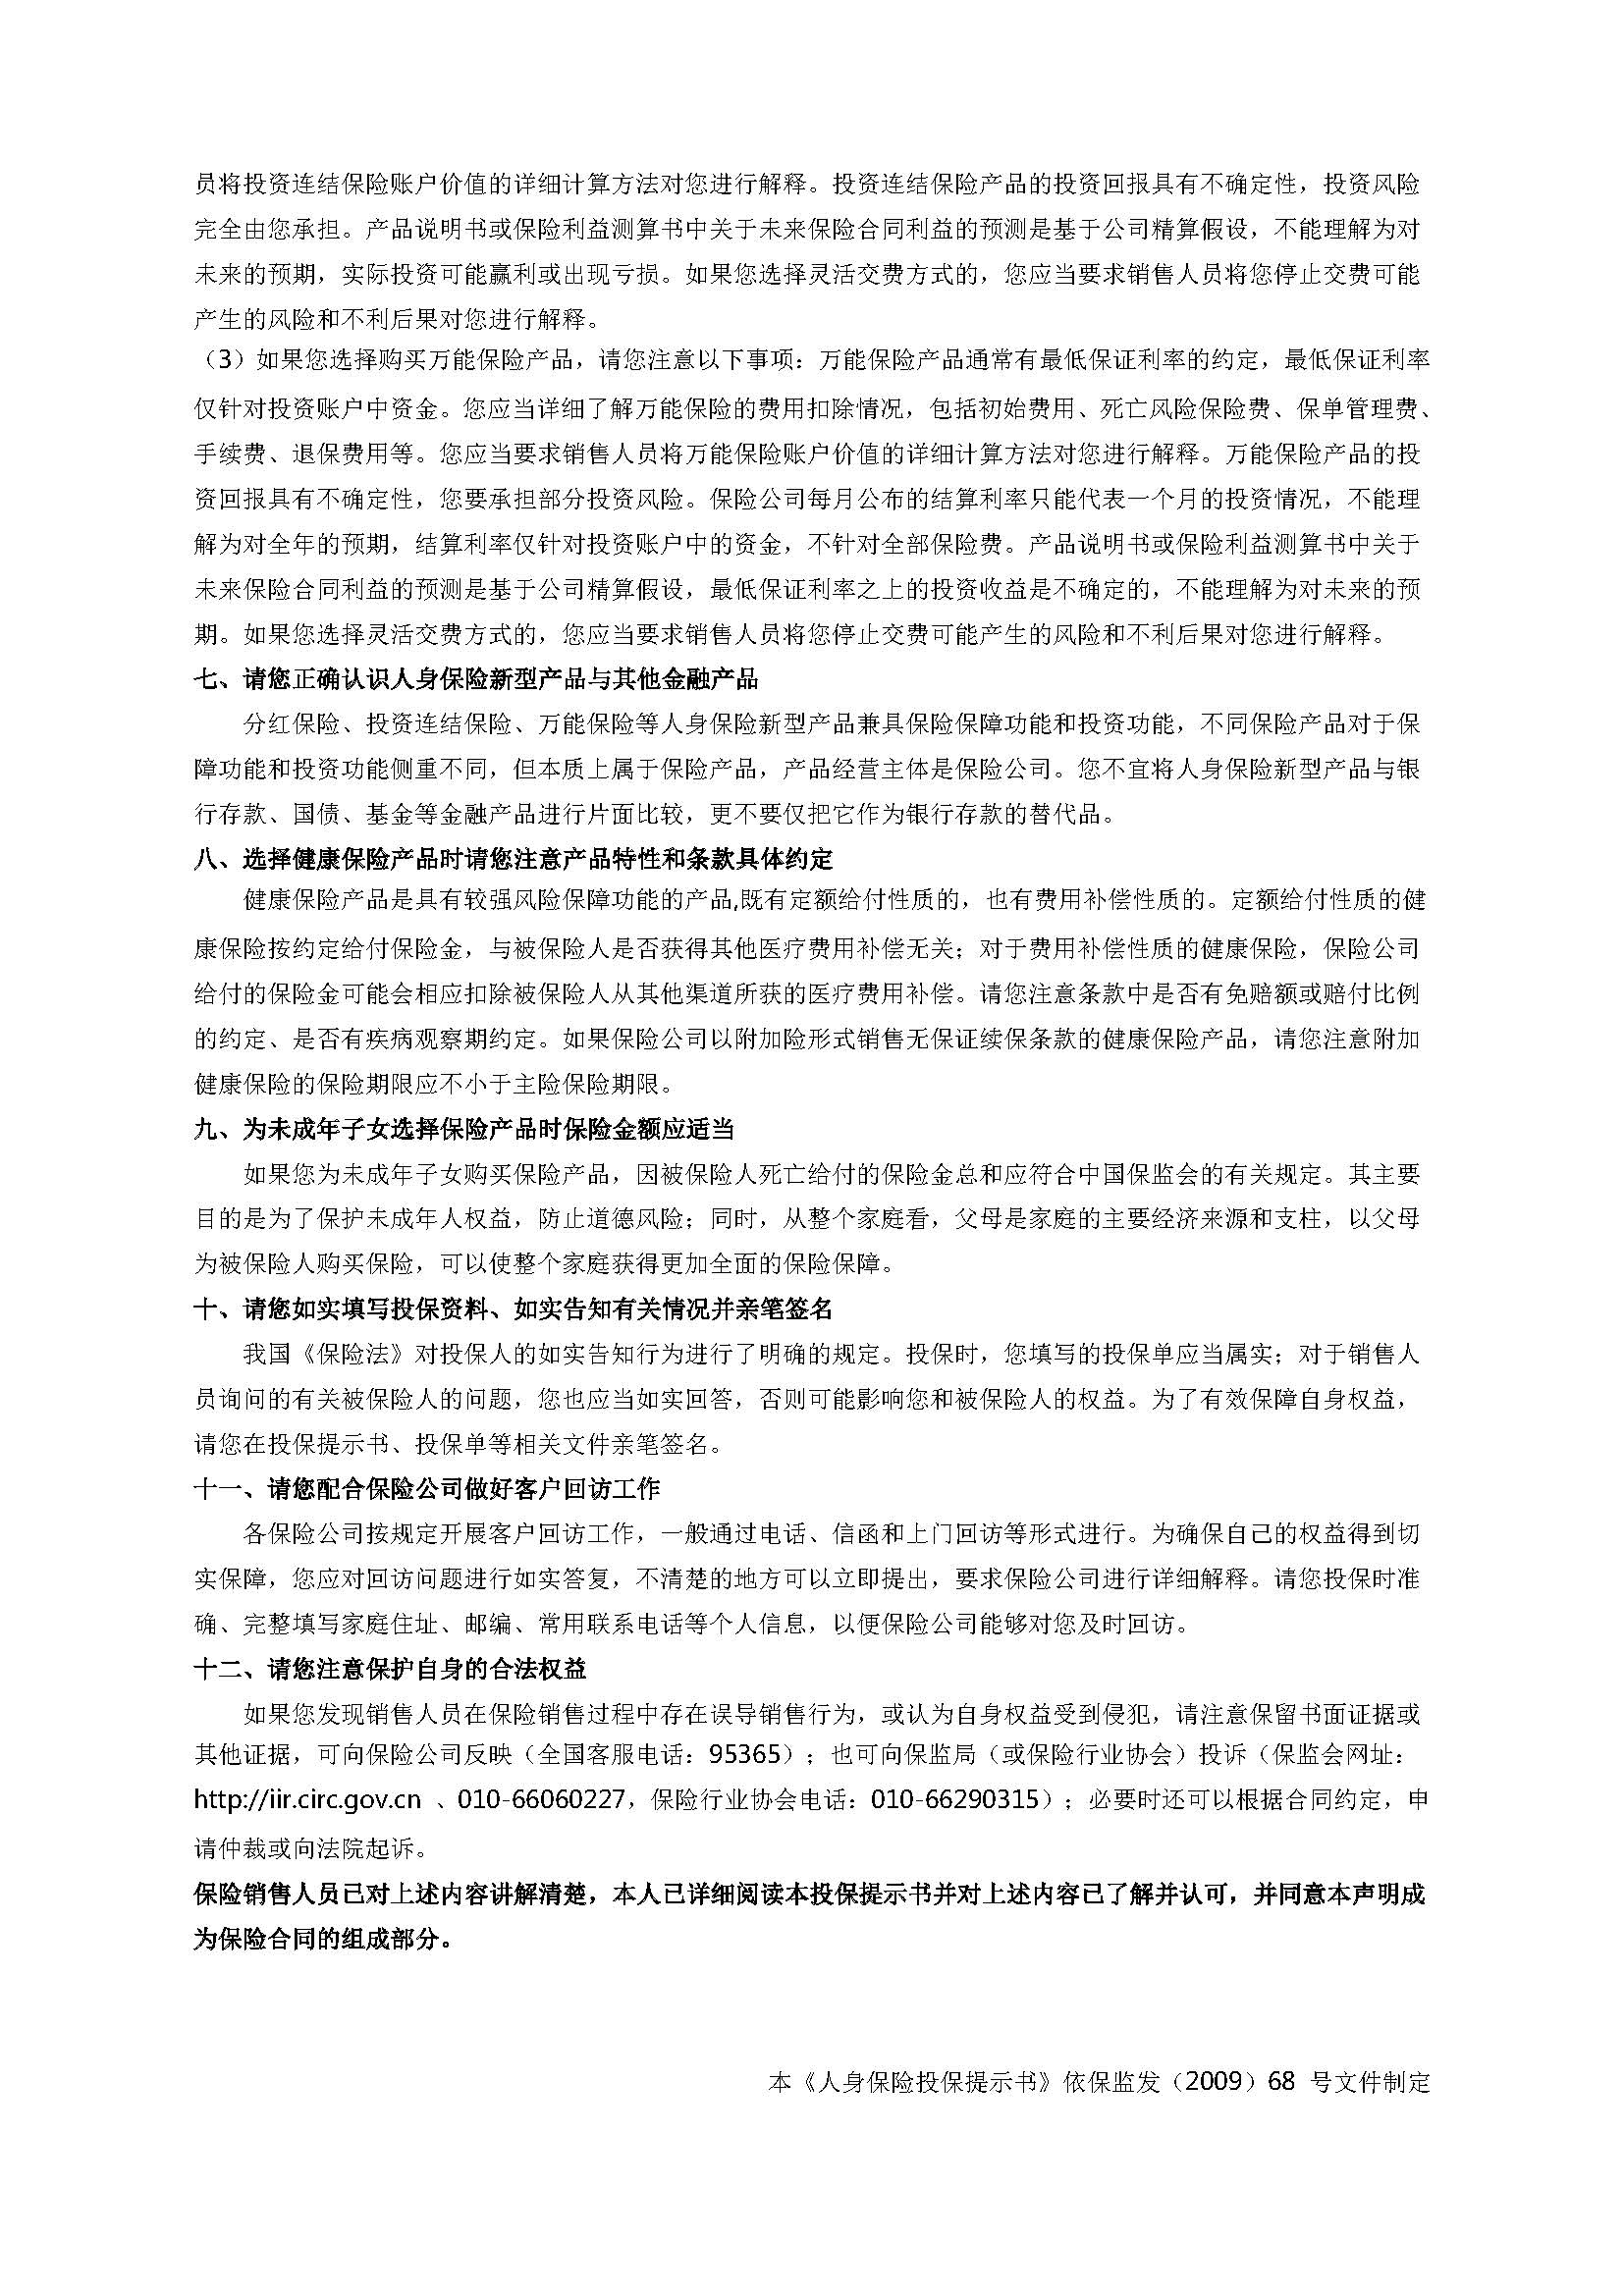 员将投资连结保险账户价值的详细计算方法对您进行解释。投资连结保险产品的投资回报具有不确定性，投资风险
完全由您承担。产品说明书或保险利益测算书中关于未来保险合同利益的预测是基于公司精算假设，不能理解为对
未来的预期，实际投资可能赢利或出现亏损。如果您选择灵活交费方式的，您应当要求销售人员将您停止交费可能
产生的风险和不利后果对您进行解释。
（3）如果您选择购买万能保险产品，请您注意以下事项：万能保险产品通常有最低保证利率的约定，最低保证利率
仅针对投资账户中资金。您应当详细了解万能保险的费用扣除情况，包括初始费用、死亡风险保险费、保单管理费、
手续费、退保费用等。您应当要求销售人员将万能保险账户价值的详细计算方法对您进行解释。万能保险产品的投
资回报具有不确定性，您要承担部分投资风险。保险公司每月公布的结算利率只能代表一个月的投资情况，不能理
解为对全年的预期，结算利率仅针对投资账户中的资金，不针对全部保险费。产品说明书或保险利益测算书中关于
未来保险合同利益的预测是基于公司精算假设，最低保证利率之上的投资收益是不确定的，不能理解为对未来的预
期。如果您选择灵活交费方式的，您应当要求销售人员将您停止交费可能产生的风险和不利后果对您进行解释。
七、请您正确认识人身保险新型产品与其他金融产品
分红保险、投资连结保险、万能保险等人身保险新型产品兼具保险保障功能和投资功能，不同保险产品对于保
障功能和投资功能侧重不同，但本质上属于保险产品，产品经营主体是保险公司。您不宜将人身保险新型产品与银
行存款、国债、基金等金融产品进行片面比较，更不要仅把它作为银行存款的替代品。
八、选择健康保险产品时请您注意产品特性和条款具体约定
健康保险产品是具有较强风险保障功能的产品,既有定额给付性质的，也有费用补偿性质的。定额给付性质的健
康保险按约定给付保险金，与被保险人是否获得其他医疗费用补偿无关；对于费用补偿性质的健康保险，保险公司
给付的保险金可能会相应扣除被保险人从其他渠道所获的医疗费用补偿。请您注意条款中是否有免赔额或赔付比例
的约定、是否有疾病观察期约定。如果保险公司以附加险形式销售无保证续保条款的健康保险产品，请您注意附加
健康保险的保险期限应不小于主险保险期限。
九、为未成年子女选择保险产品时保险金额应适当
如果您为未成年子女购买保险产品，因被保险人死亡给付的保险金总和应符合中国保监会的有关规定。其主要
目的是为了保护未成年人权益，防止道德风险；同时，从整个家庭看，父母是家庭的主要经济来源和支柱，以父母
为被保险人购买保险，可以使整个家庭获得更加全面的保险保障。
十、请您如实填写投保资料、如实告知有关情况并亲笔签名
我国《保险法》对投保人的如实告知行为进行了明确的规定。投保时，您填写的投保单应当属实；对于销售人
员询问的有关被保险人的问题，您也应当如实回答，否则可能影响您和被保险人的权益。为了有效保障自身权益，
请您在投保提示书、投保单等相关文件亲笔签名。
十一、请您配合保险公司做好客户回访工作
各保险公司按规定开展客户回访工作，一般通过电话、信函和上门回访等形式进行。为确保自己的权益得到切
实保障，您应对回访问题进行如实答复，不清楚的地方可以立即提出，要求保险公司进行详细解释。请您投保时准
确、完整填写家庭住址、邮编、常用联系电话等个人信息，以便保险公司能够对您及时回访。
十二、请您注意保护自身的合法权益
如果您发现销售人员在保险销售过程中存在误导销售行为，或认为自身权益受到侵犯，请注意保留书面证据或
其他证据，可向保险公司反映（全国客服电话：95365）；也可向保监局（或保险行业协会）投诉（保监会网址：
http://iir.circ.gov.cn 、010-66060227，保险行业协会电话：010-66290315）；必要时还可以根据合同约定，申
请仲裁或向法院起诉。
保险销售人员已对上述内容讲解清楚，本人已详细阅读本投保提示书并对上述内容已了解并认可，并同意本声明成
为保险合同的组成部分。
本《人身保险投保提示书》依保监发（2009）68 号文件制定